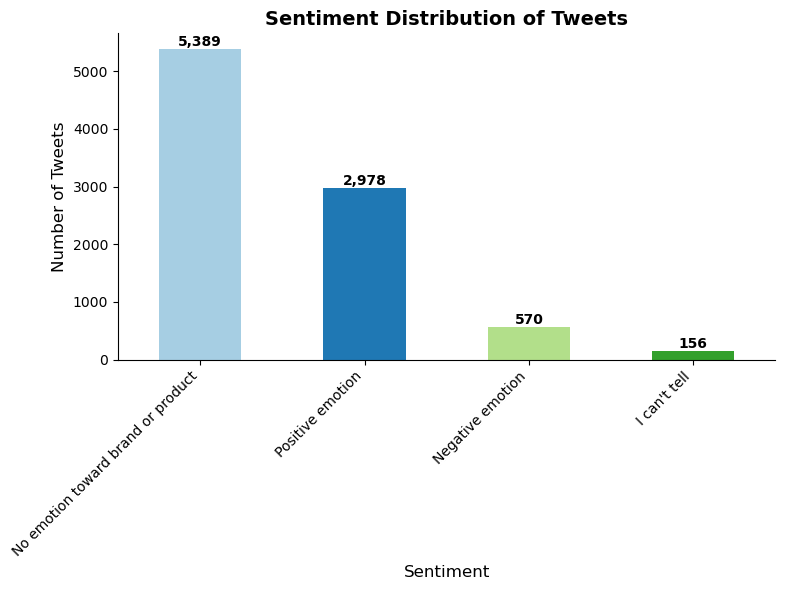 Sentiment Distribution of Tweets
Number of Tweets
5000
4000
3000
2000
1000
0
5,389
2,978
570
156
No emotion toward brand or product
Positive emotion
Negative emotion
I can't tell
Sentiment